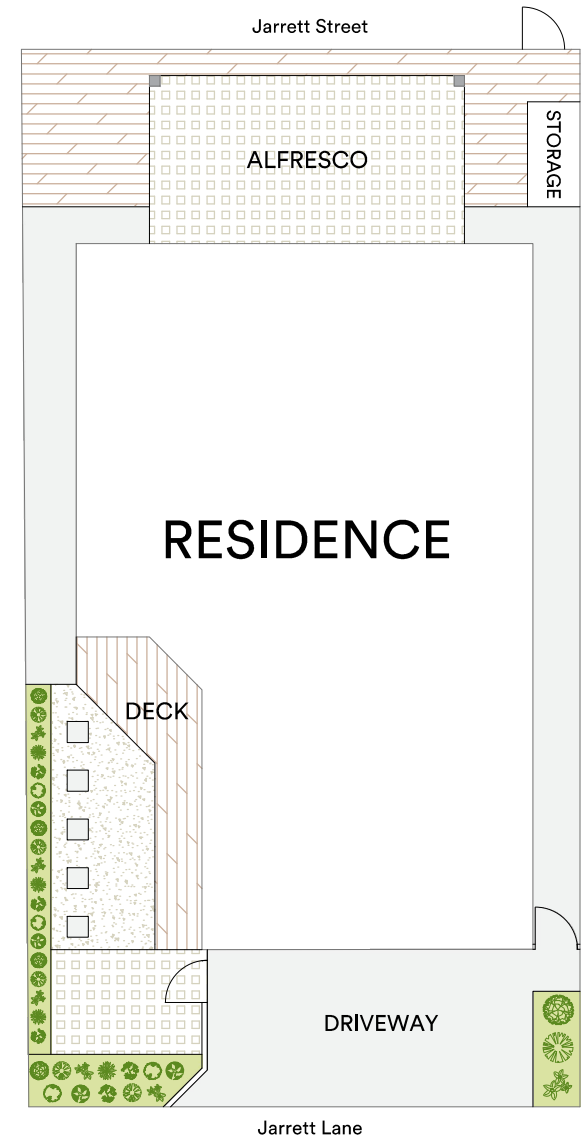 Jarrett Street
ALFRESCO
STORAGE
RESIDENCE
DECK
DRIVEWAY
Jarrett Lane